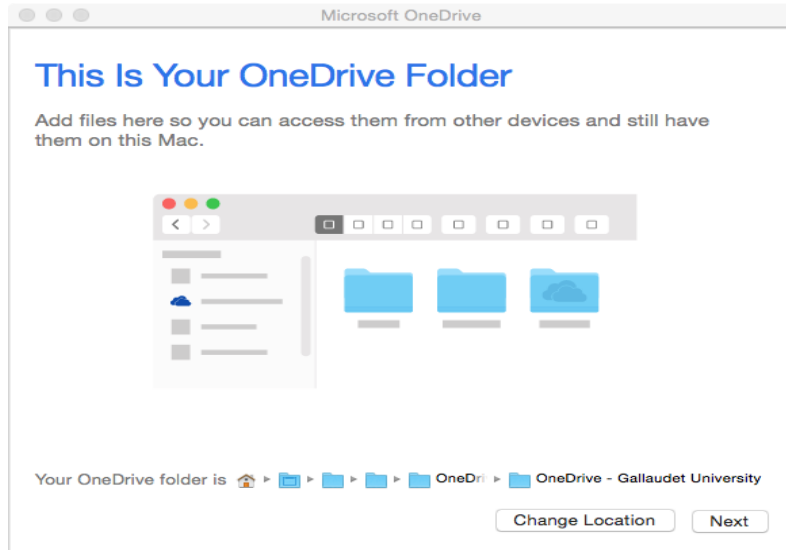 Microsoft OneDrive
This Is Your OneDrive Folder
Add files here so you can access them from other devices and still have
them on this Mac.
Your OneDrive folder is OneDri OneDrive - Gallaudet University
Change Location Next